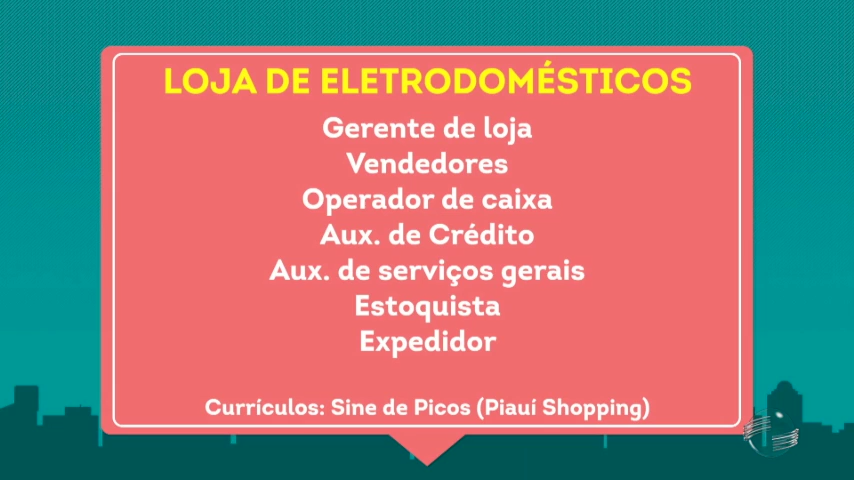 LOJA DE ELETRODOMÉSTICOS
Gerente de loja
Vendedores
Operador de caixa
Aux. de Crédito
Aux. de serviços gerais
Estoquista
Expedidor
Currículos: Sine de Picos (Piauí Shopping)